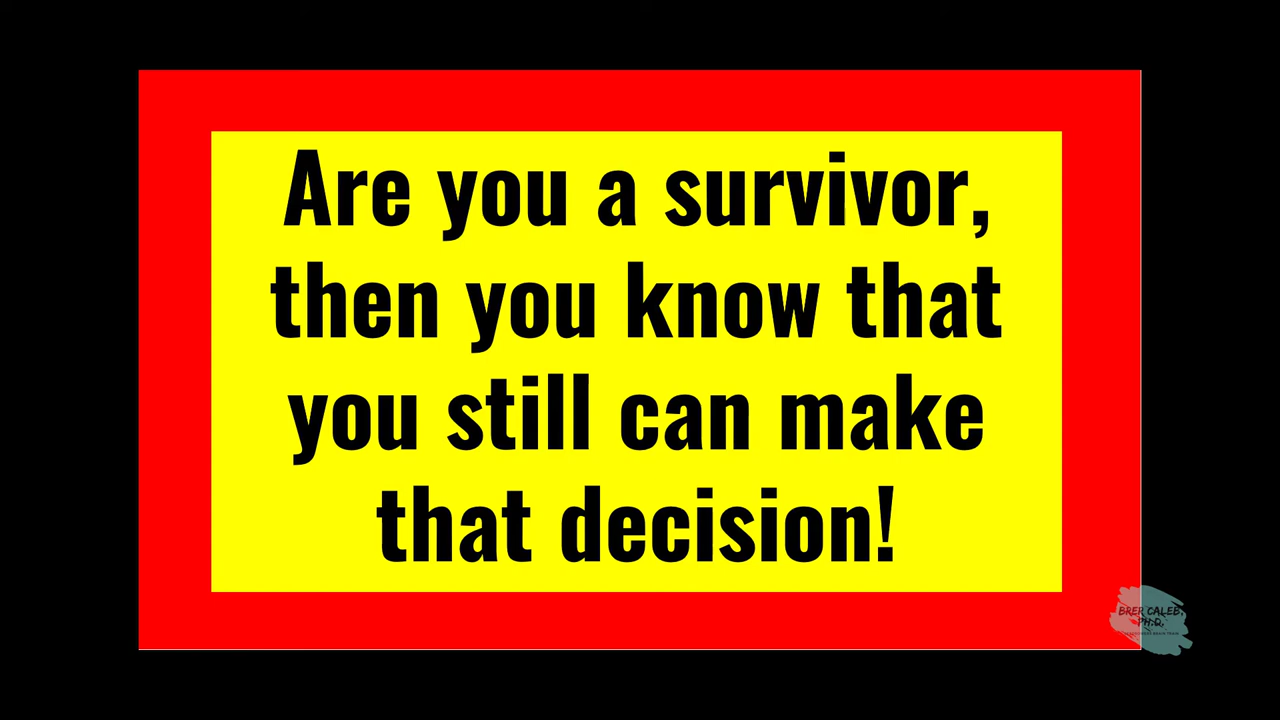 Are you a survivor,
then you know that
you still can make
that decision!
BRER CALEB,
PH.D.